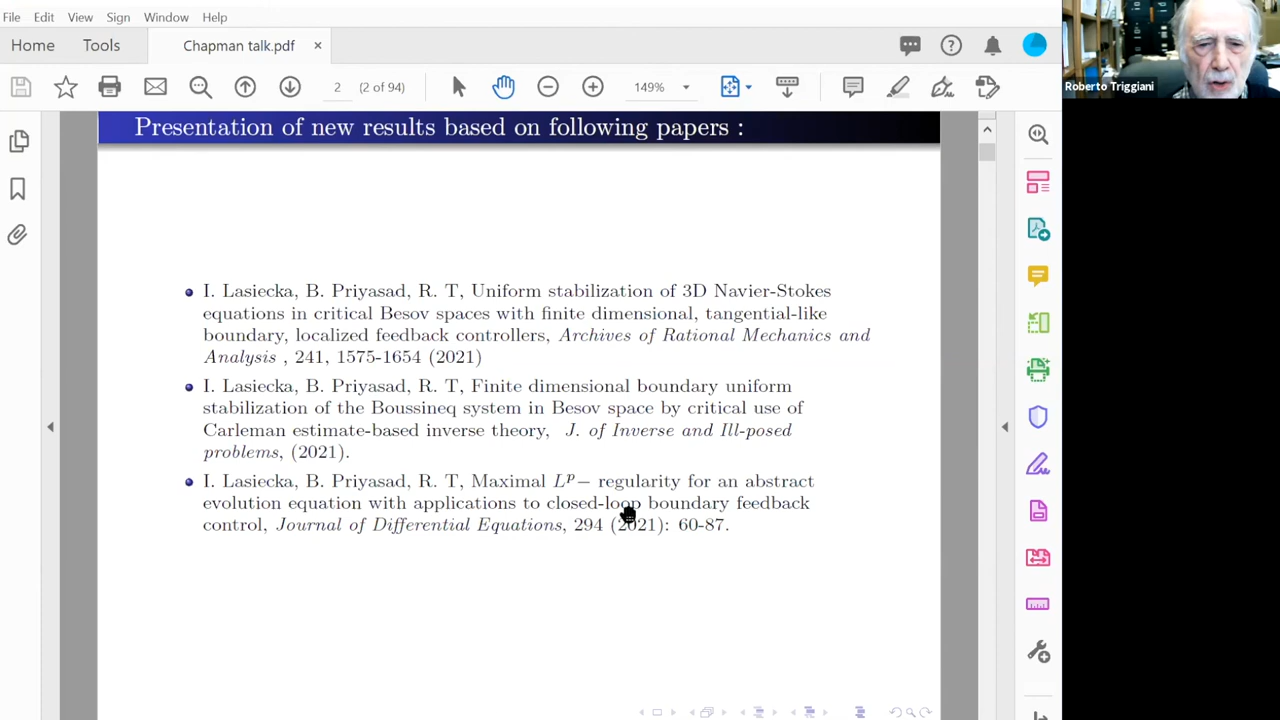 File Edit View Sign Window Help
Home Tools Chapman talk.pdf ×
2 (2 of 94) 149%
Roberto Triggiani
Presentation of new results based on following papers :
I. Lasiecka, B. Priyasad, R. T, Uniform stabilization of 3D Navier-Stokes
equations in critical Besov spaces with finite dimensional, tangential-like
boundary, localized feedback controllers, Archives of Rational Mechanics and
Analysis , 241, 1575-1654 (2021)
I. Lasiecka, B. Priyasad, R. T, Finite dimensional boundary uniform
stabilization of the Boussineq system in Besov space by critical use of
Carleman estimate-based inverse theory, J. of Inverse and Ill-posed
problems, (2021).
I. Lasiecka, B. Priyasad, R. T, Maximal L^p− regularity for an abstract
evolution equation with applications to closed-loop boundary feedback
control, Journal of Differential Equations, 294 (2021): 60-87.